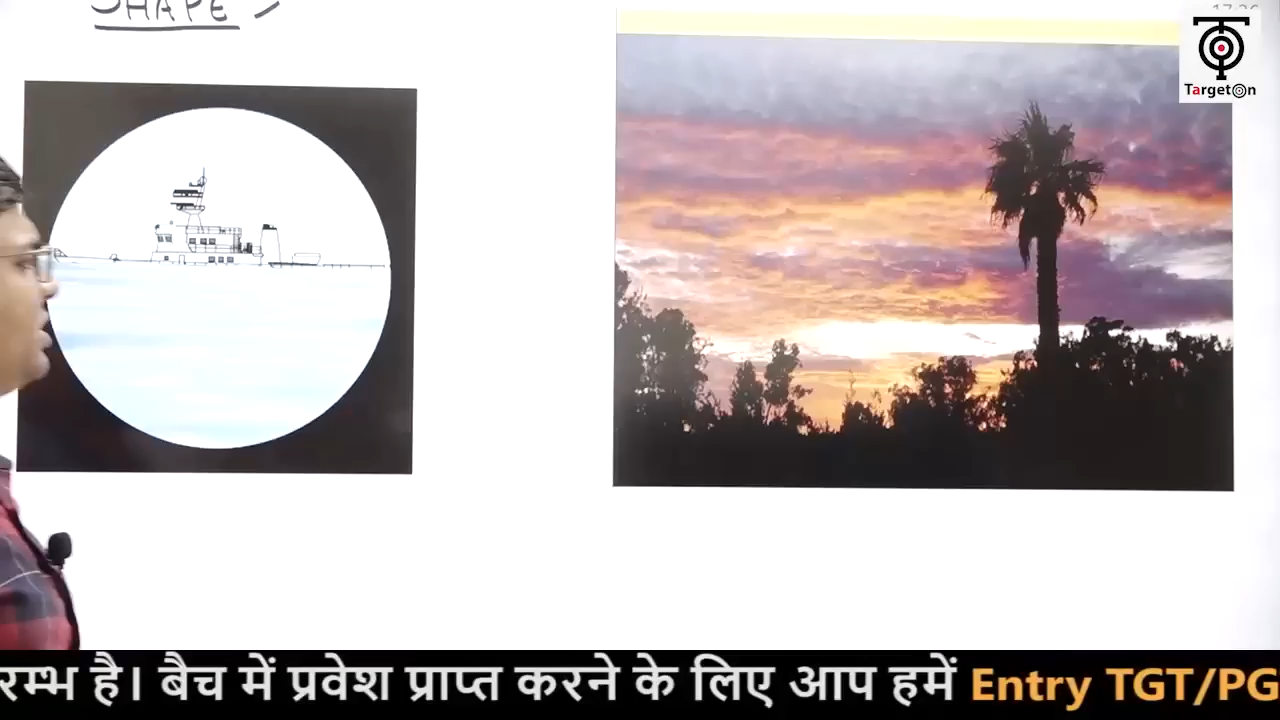 SHAPE
TargetOn
रम्भ है। बैच में प्रवेश प्राप्त करने के लिए आप हमें Entry TGT/PG